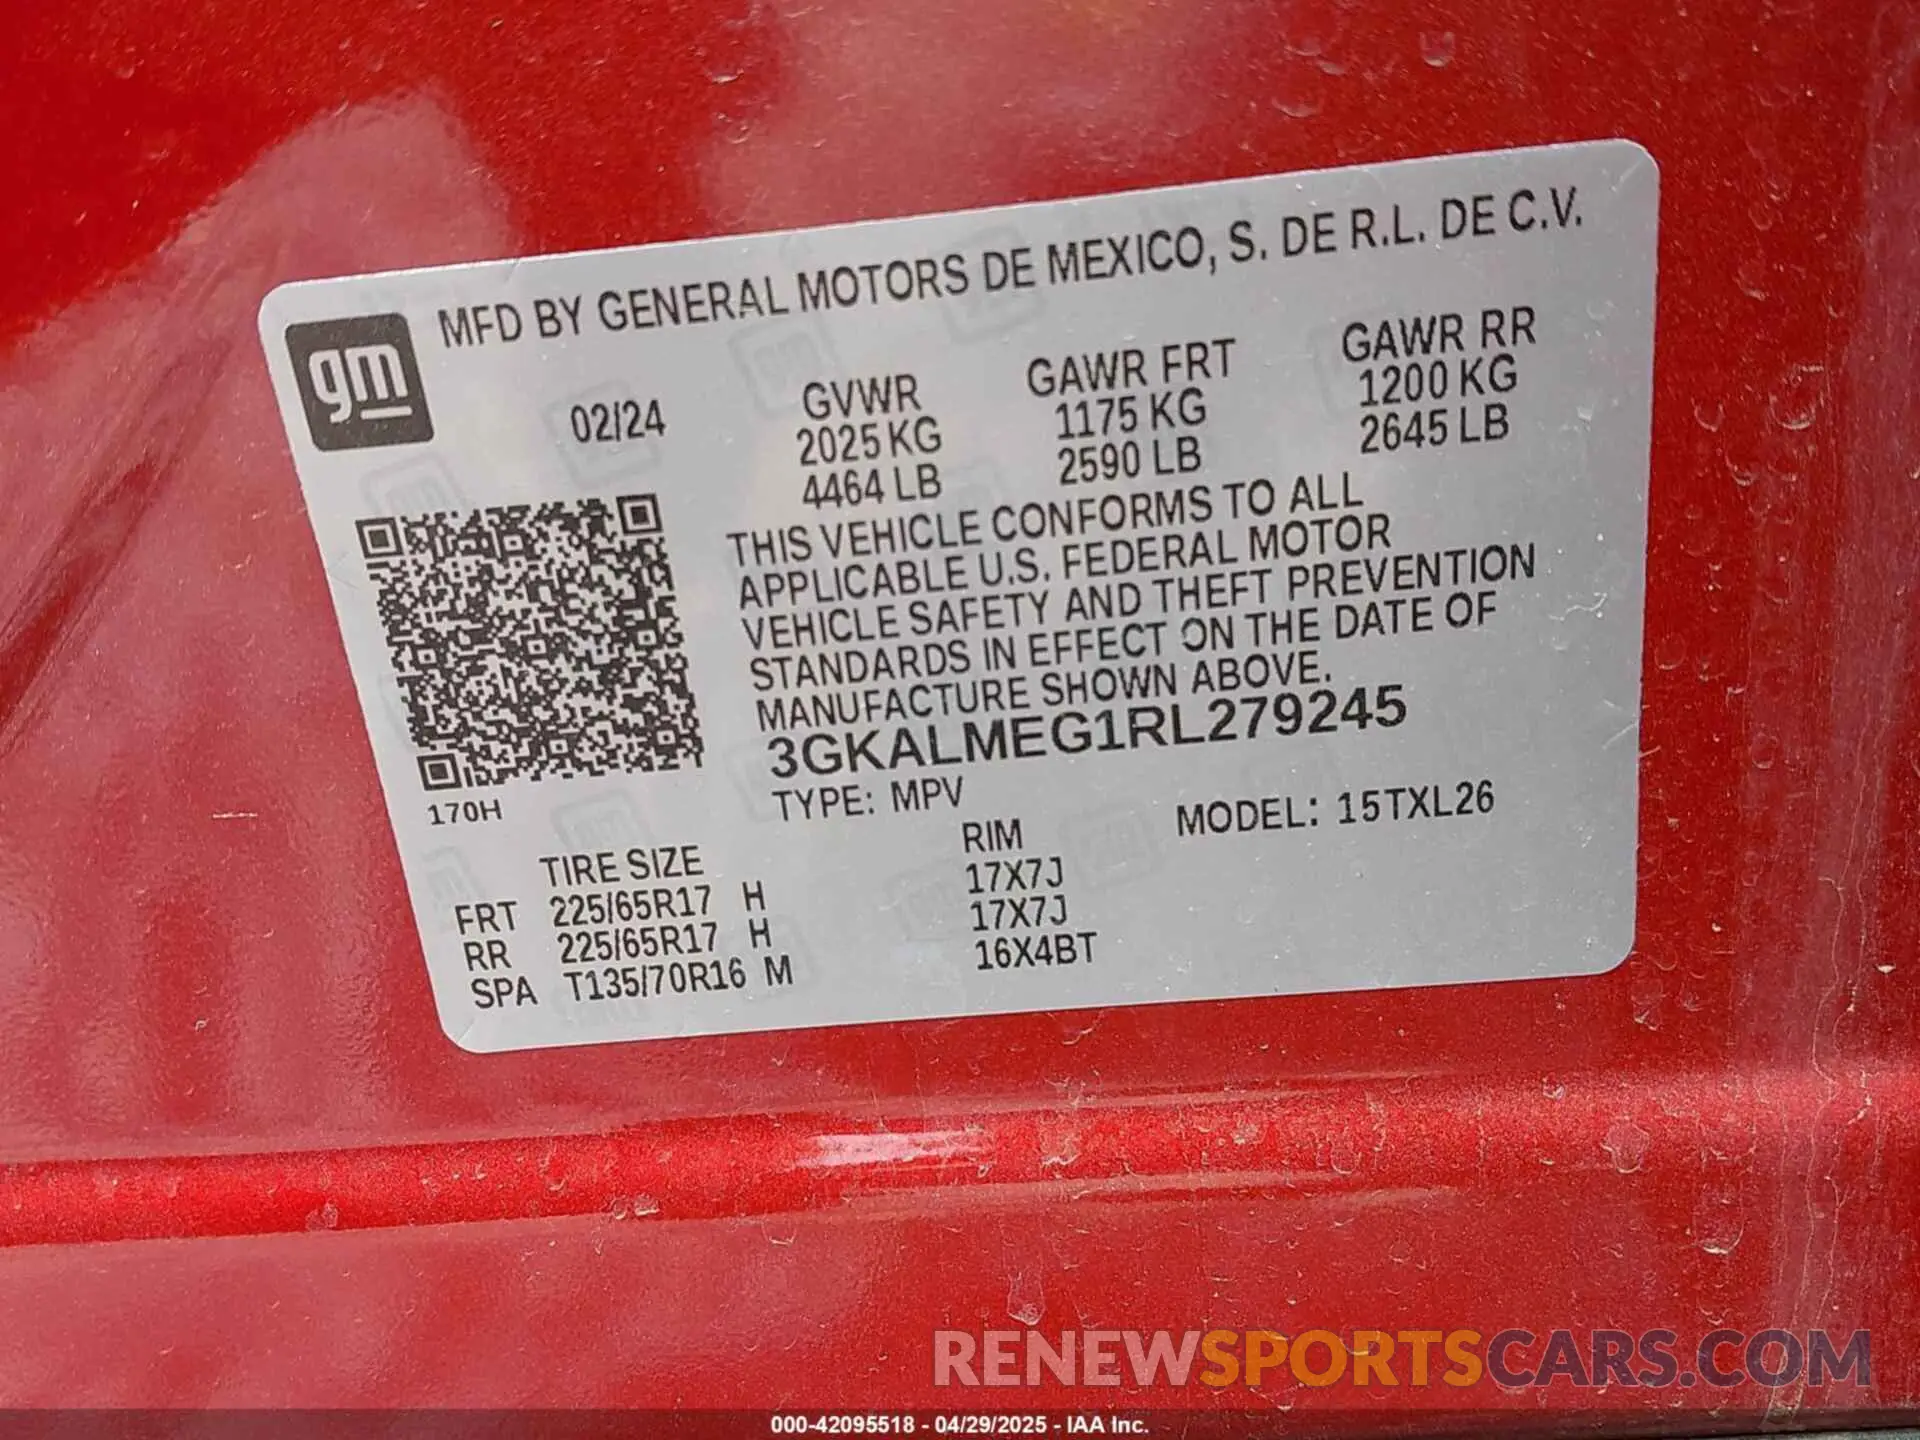 MFD BY GENERAL MOTORS DE MEXICO, S. DE R.L. DE C.V.
gm
02/24
GVWR GAWR FRT GAWR RR
2025 KG 1175 KG 1200 KG
4464 LB 2590 LB 2645 LB
THIS VEHICLE CONFORMS TO ALL
APPLICABLE U.S. FEDERAL MOTOR
VEHICLE SAFETY AND THEFT PREVENTION
STANDARDS IN EFFECT ON THE DATE OF
MANUFACTURE SHOWN ABOVE.
3GKALMEG1RL279245
170H
TYPE: MPV MODEL: 15TXL26
TIRE SIZE RIM
FRT 225/65R17 H 17X7J
RR 225/65R17 H 17X7J
SPA T135/70R16 M 16X4BT
RENEWSPORTSCARS.COM
000-42095518 - 04/29/2025 - IAA Inc.